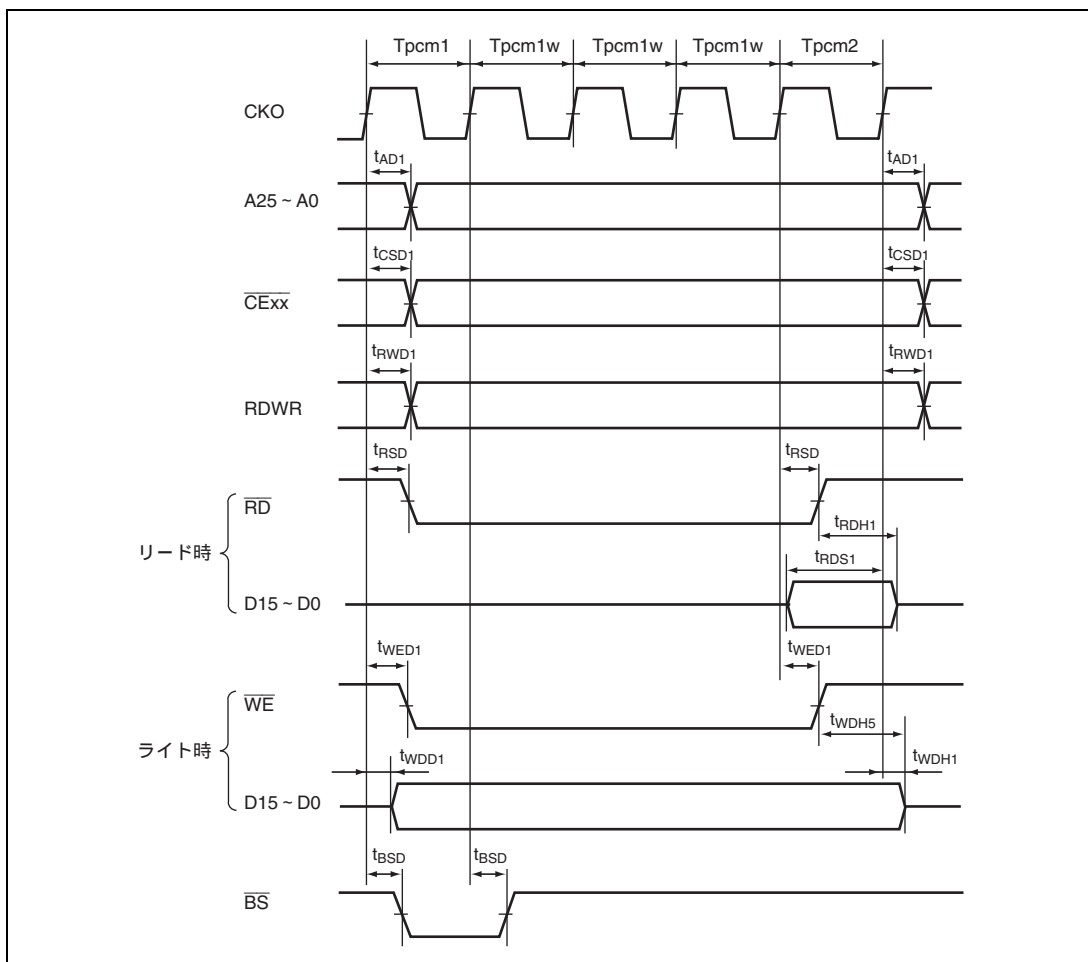 Tpcm1 Tpcm1w Tpcm1w Tpcm1w Tpcm2
CKO
tAD1 tAD1
A25 ~ A0
tCSD1 tCSD1
CExx
tRWD1 tRWD1
RDWR
tRSD tRSD
RD
tRDH1
リード時
tRDS1
D15 ~ D0
tWED1 tWED1
WE
tWDH5
ライト時
tWDD1 tWDH1
D15 ~ D0
tBSD tBSD
BS